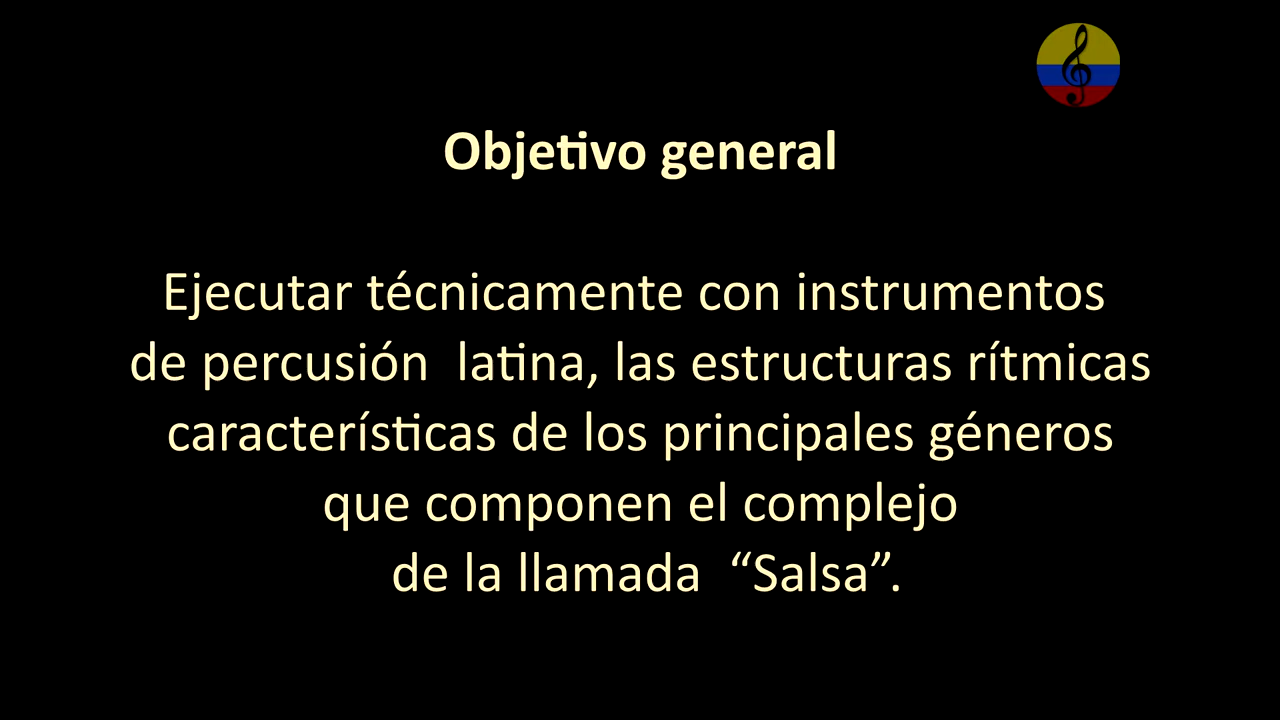 Objetivo general
Ejecutar técnicamente con instrumentos
de percusión  latina, las estructuras rítmicas
características de los principales géneros
que componen el complejo
de la llamada  “Salsa”.